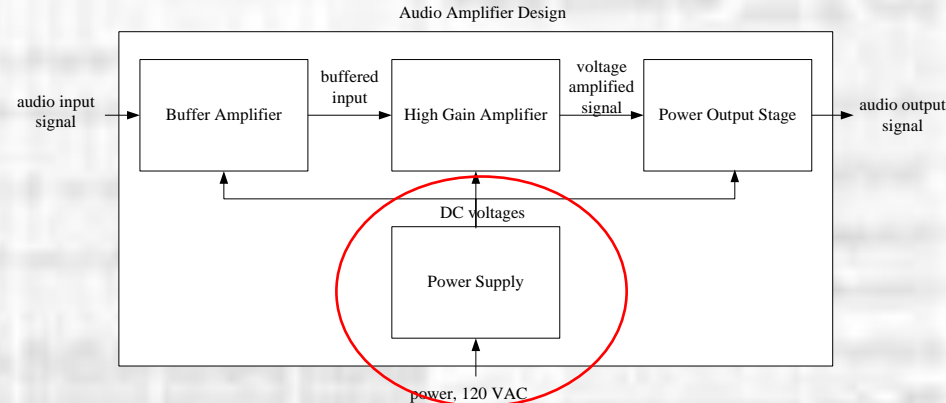 Audio Amplifier Design
audio input
signal
Buffer Amplifier
buffered
input
High Gain Amplifier
voltage
amplified
signal
Power Output Stage
audio output
signal
DC voltages
Power Supply
power, 120 VAC